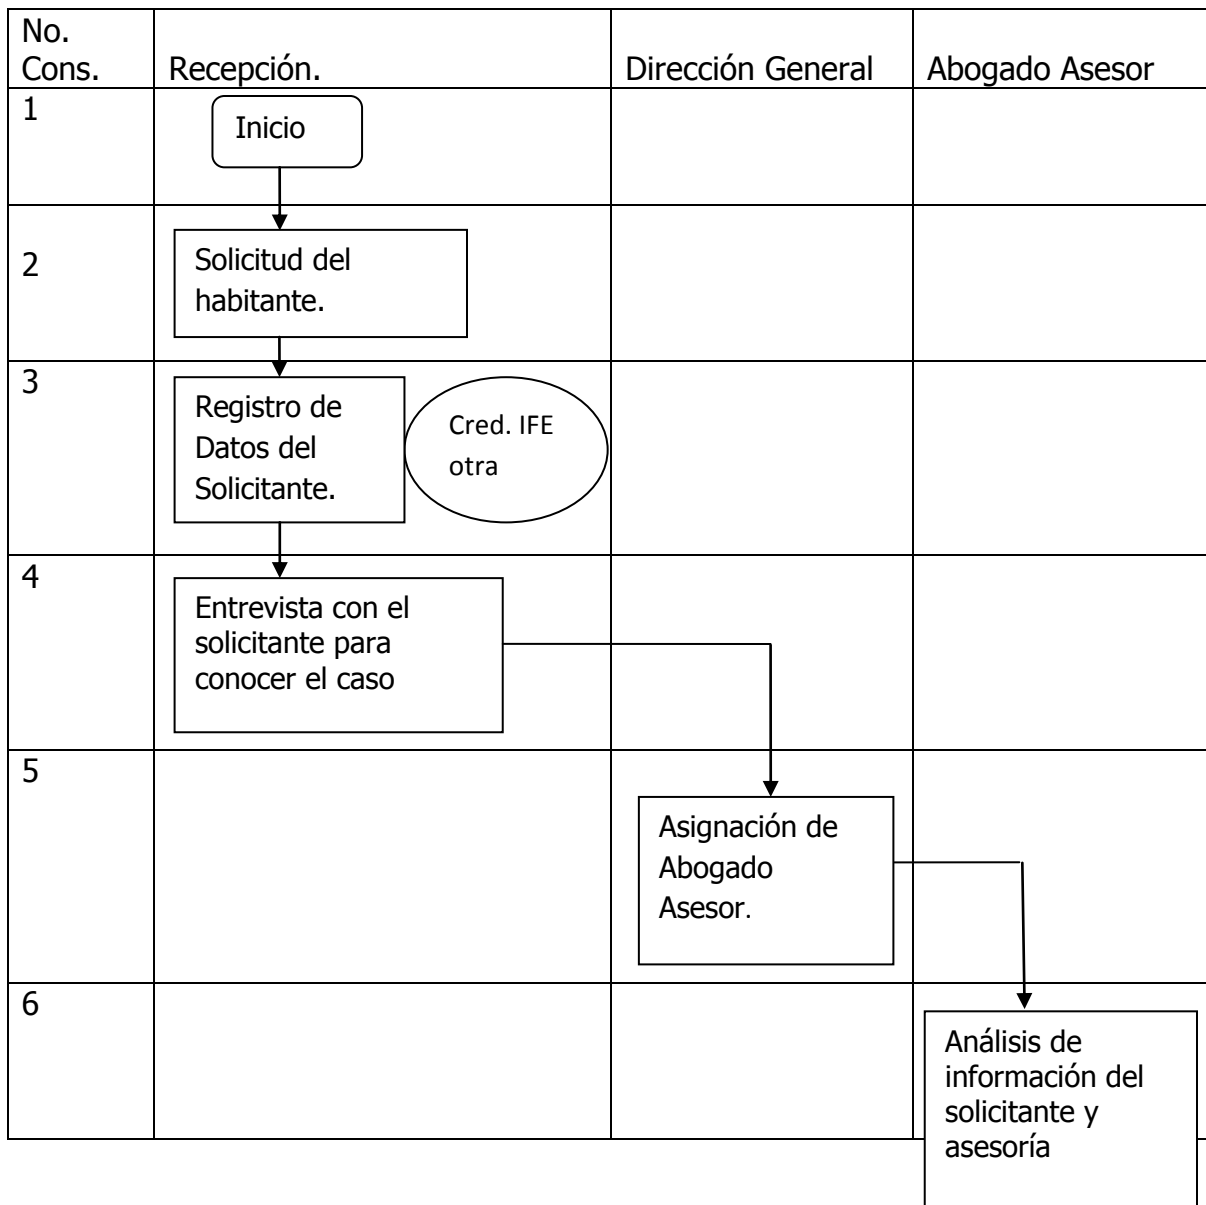 No.
Cons.
Recepción.
Dirección General
Abogado Asesor
1
Inicio
2
Solicitud del
habitante.
3
Registro de
Datos del
Solicitante.
Cred. IFE
otra
4
Entrevista con el
solicitante para
conocer el caso
5
Asignación de
Abogado
Asesor.
6
Análisis de
información del
solicitante y
asesoría